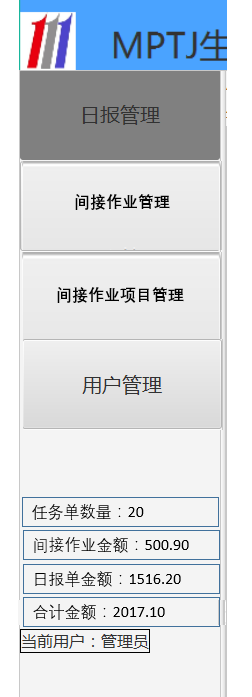 MPTJ生
日报管理
间接作业管理
间接作业项目管理
用户管理
任务单数量：20
间接作业金额：500.90
日报单金额：1516.20
合计金额：2017.10
当前用户：管理员